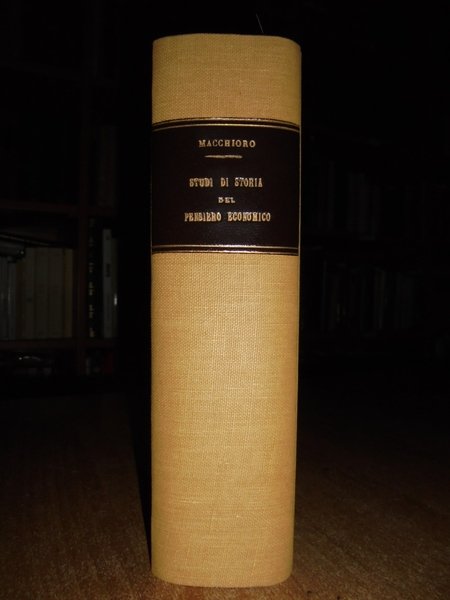 MACCHIORO
STUDI DI STORIA
DEL
PENSIERO ECONOMICO